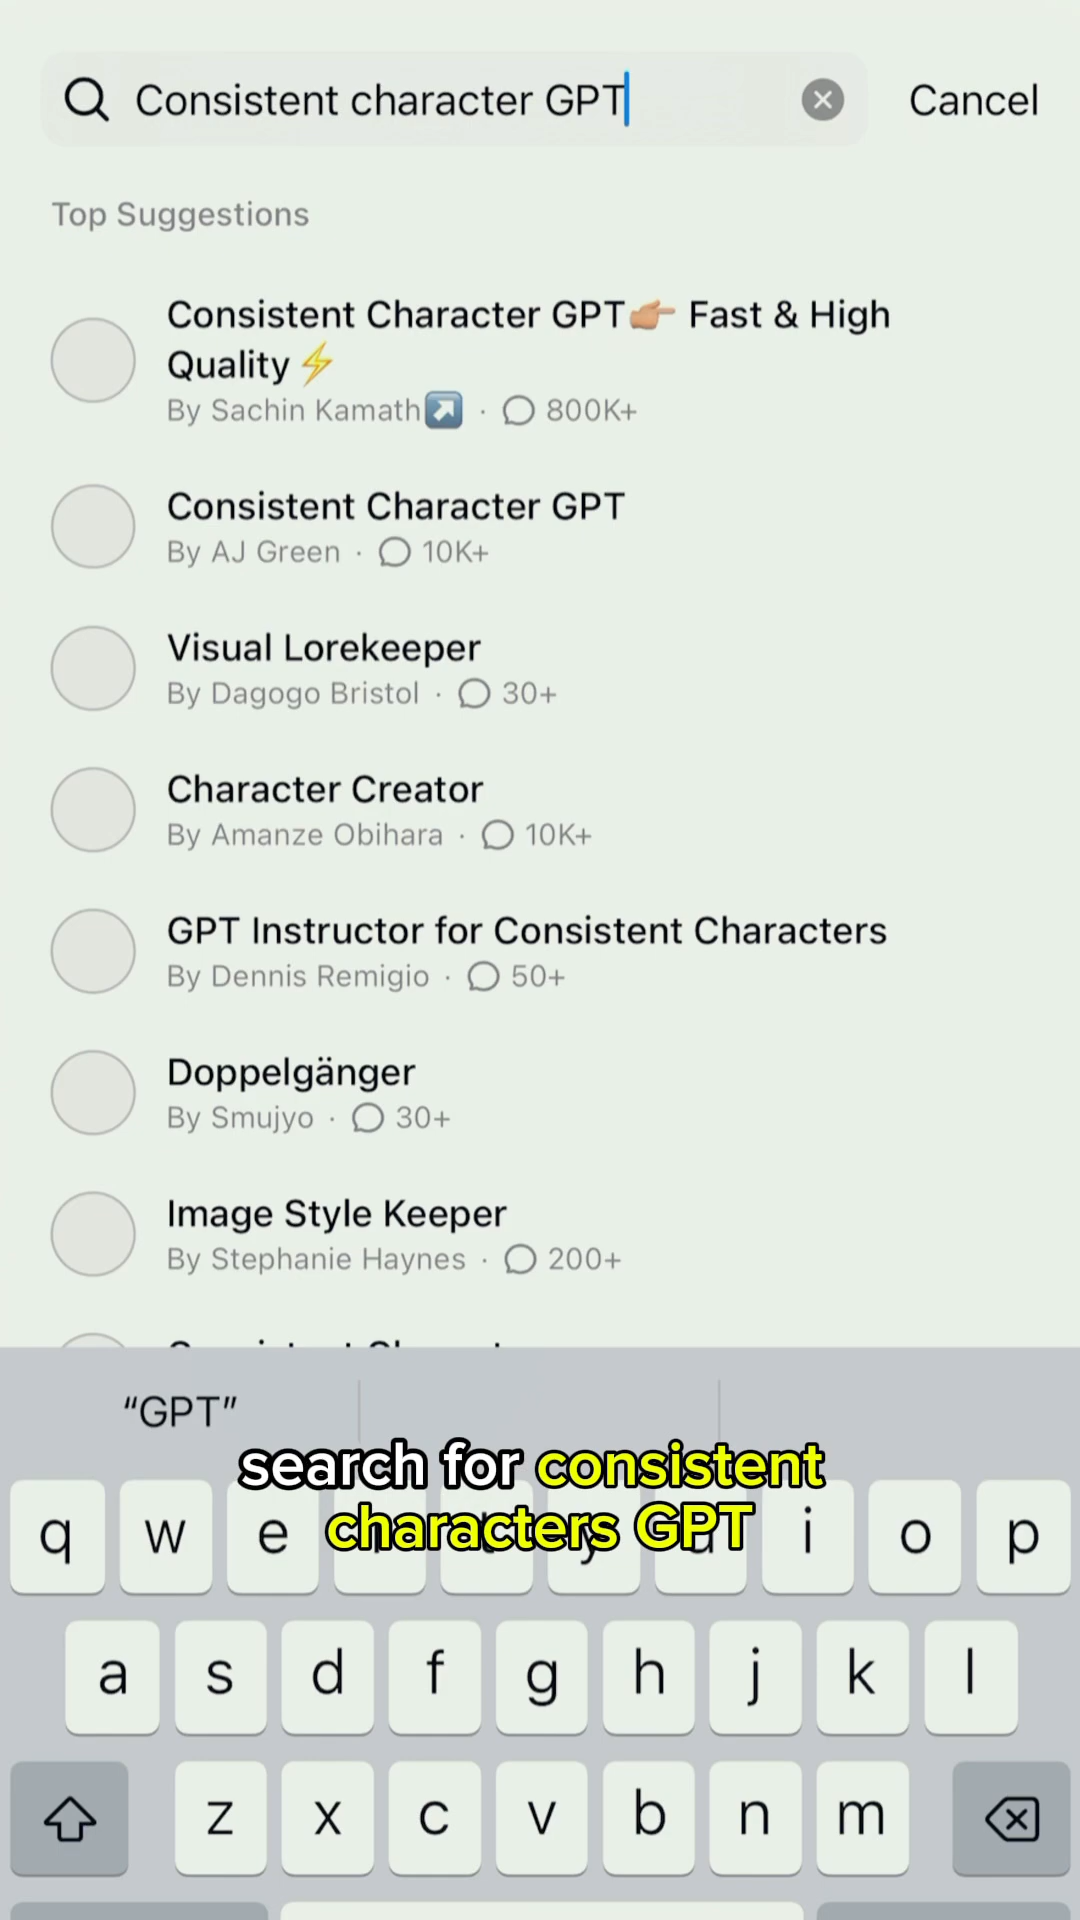 Consistent character GPT
Cancel
Top Suggestions
Consistent Character GPT👉🏼 Fast & High
Quality⚡
By Sachin Kamath↗️ · 800K+
Consistent Character GPT
By AJ Green · 10K+
Visual Lorekeeper
By Dagogo Bristol · 30+
Character Creator
By Amanze Obihara · 10K+
GPT Instructor for Consistent Characters
By Dennis Remigio · 50+
Doppelgänger
By Smujyo · 30+
Image Style Keeper
By Stephanie Haynes · 200+
“GPT”
search for consistent
characters GPT
q w e y u i o p
a s d f g h j k l
z x c v b n m